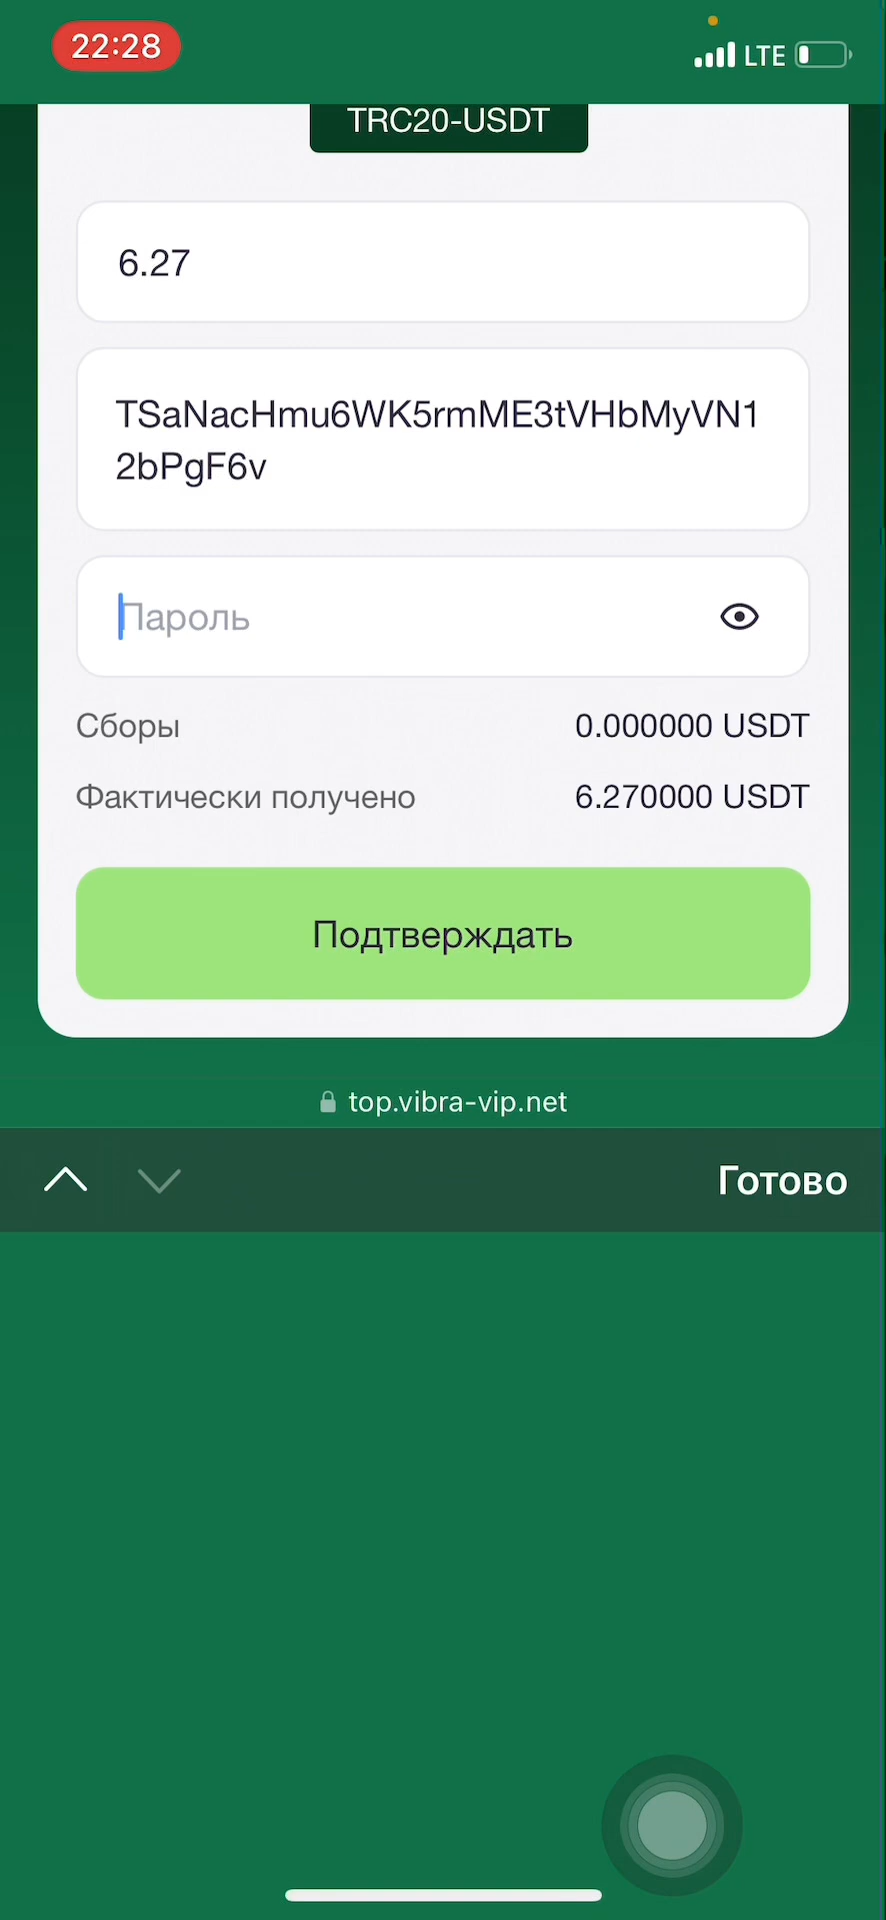 22:28
LTE
TRC20-USDT
6.27
TSaNacHmu6WK5rmME3tVHbMyVN1
2bPgF6v
Пароль
Сборы 0.000000 USDT
Фактически получено 6.270000 USDT
Подтверждать
top.vibra-vip.net
Готово